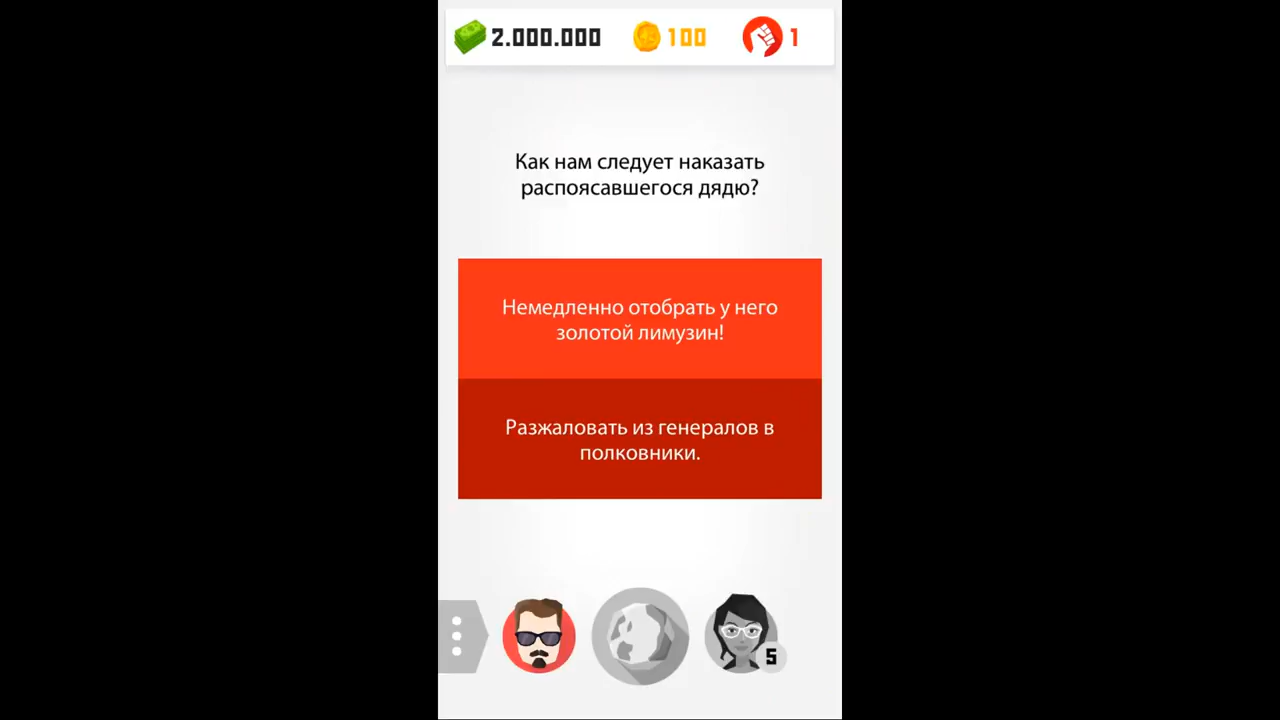 2.000.000 100 1
Как нам следует наказать
распоясавшегося дядю?
Немедленно отобрать у него
золотой лимузин!
Разжаловать из генералов в
полковники.
5